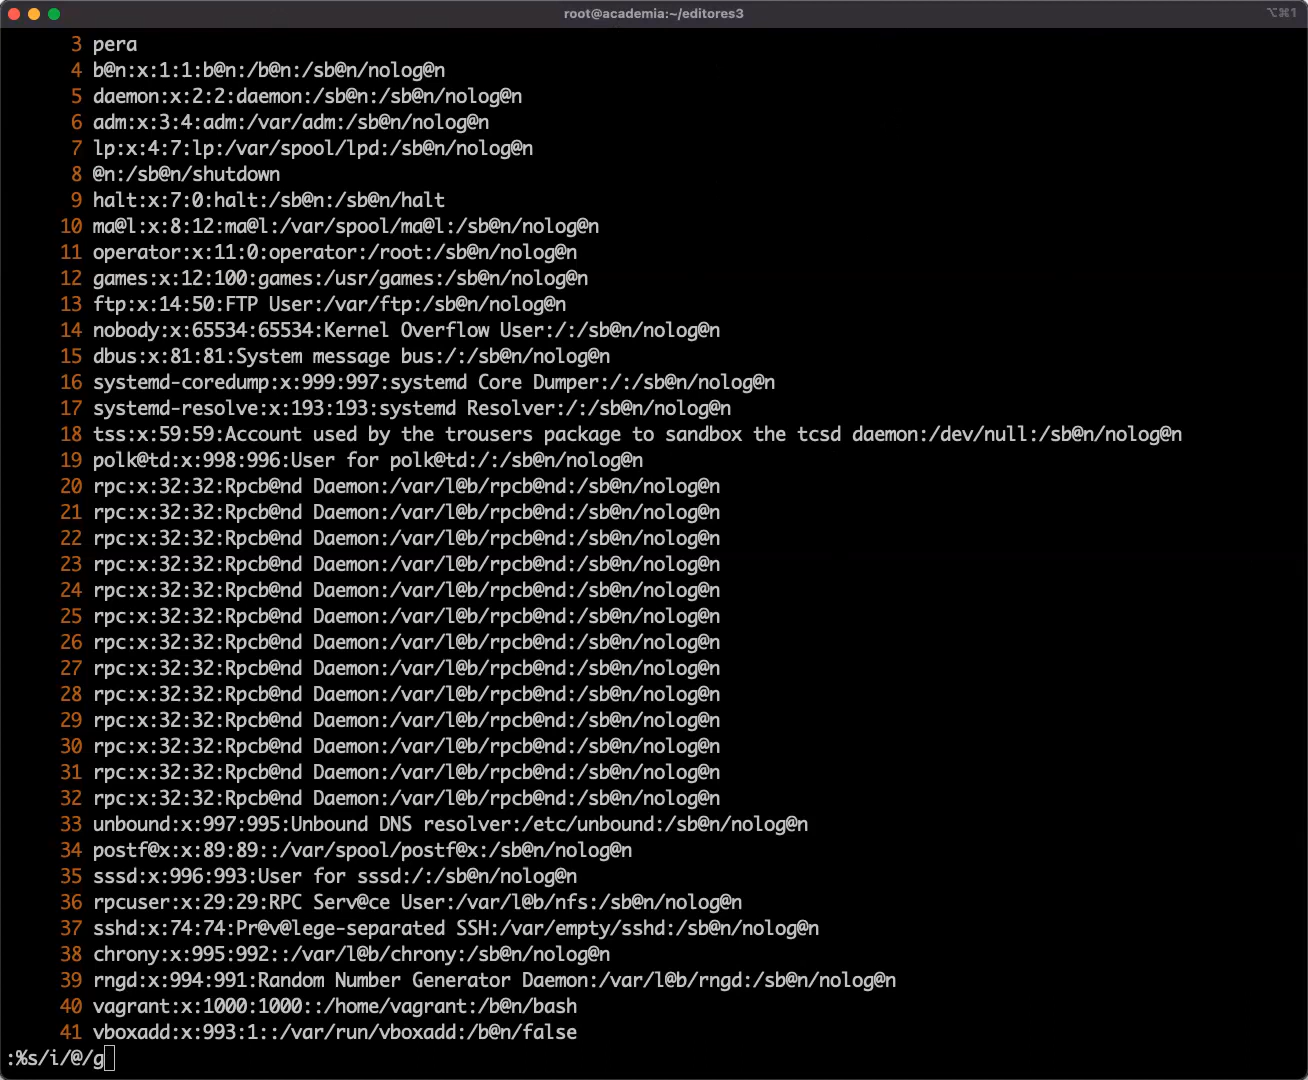 root@academia:~/editores3
⌥⌘1
3 pera
4 b@n:x:1:1:b@n:/b@n:/sb@n/nolog@n
5 daemon:x:2:2:daemon:/sb@n:/sb@n/nolog@n
6 adm:x:3:4:adm:/var/adm:/sb@n/nolog@n
7 lp:x:4:7:lp:/var/spool/lpd:/sb@n/nolog@n
8 @n:/sb@n/shutdown
9 halt:x:7:0:halt:/sb@n:/sb@n/halt
10 ma@l:x:8:12:ma@l:/var/spool/ma@l:/sb@n/nolog@n
11 operator:x:11:0:operator:/root:/sb@n/nolog@n
12 games:x:12:100:games:/usr/games:/sb@n/nolog@n
13 ftp:x:14:50:FTP User:/var/ftp:/sb@n/nolog@n
14 nobody:x:65534:65534:Kernel Overflow User:/:/sb@n/nolog@n
15 dbus:x:81:81:System message bus:/:/sb@n/nolog@n
16 systemd-coredump:x:999:997:systemd Core Dumper:/:/sb@n/nolog@n
17 systemd-resolve:x:193:193:systemd Resolver:/:/sb@n/nolog@n
18 tss:x:59:59:Account used by the trousers package to sandbox the tcsd daemon:/dev/null:/sb@n/nolog@n
19 polk@td:x:998:996:User for polk@td:/:/sb@n/nolog@n
20 rpc:x:32:32:Rpcb@nd Daemon:/var/l@b/rpcb@nd:/sb@n/nolog@n
21 rpc:x:32:32:Rpcb@nd Daemon:/var/l@b/rpcb@nd:/sb@n/nolog@n
22 rpc:x:32:32:Rpcb@nd Daemon:/var/l@b/rpcb@nd:/sb@n/nolog@n
23 rpc:x:32:32:Rpcb@nd Daemon:/var/l@b/rpcb@nd:/sb@n/nolog@n
24 rpc:x:32:32:Rpcb@nd Daemon:/var/l@b/rpcb@nd:/sb@n/nolog@n
25 rpc:x:32:32:Rpcb@nd Daemon:/var/l@b/rpcb@nd:/sb@n/nolog@n
26 rpc:x:32:32:Rpcb@nd Daemon:/var/l@b/rpcb@nd:/sb@n/nolog@n
27 rpc:x:32:32:Rpcb@nd Daemon:/var/l@b/rpcb@nd:/sb@n/nolog@n
28 rpc:x:32:32:Rpcb@nd Daemon:/var/l@b/rpcb@nd:/sb@n/nolog@n
29 rpc:x:32:32:Rpcb@nd Daemon:/var/l@b/rpcb@nd:/sb@n/nolog@n
30 rpc:x:32:32:Rpcb@nd Daemon:/var/l@b/rpcb@nd:/sb@n/nolog@n
31 rpc:x:32:32:Rpcb@nd Daemon:/var/l@b/rpcb@nd:/sb@n/nolog@n
32 rpc:x:32:32:Rpcb@nd Daemon:/var/l@b/rpcb@nd:/sb@n/nolog@n
33 unbound:x:997:995:Unbound DNS resolver:/etc/unbound:/sb@n/nolog@n
34 postf@x:x:89:89::/var/spool/postf@x:/sb@n/nolog@n
35 sssd:x:996:993:User for sssd:/:/sb@n/nolog@n
36 rpcuser:x:29:29:RPC Serv@ce User:/var/l@b/nfs:/sb@n/nolog@n
37 sshd:x:74:74:Pr@v@lege-separated SSH:/var/empty/sshd:/sb@n/nolog@n
38 chrony:x:995:992::/var/l@b/chrony:/sb@n/nolog@n
39 rngd:x:994:991:Random Number Generator Daemon:/var/l@b/rngd:/sb@n/nolog@n
40 vagrant:x:1000:1000::/home/vagrant:/b@n/bash
41 vboxadd:x:993:1::/var/run/vboxadd:/b@n/false
:%s/i/@/g